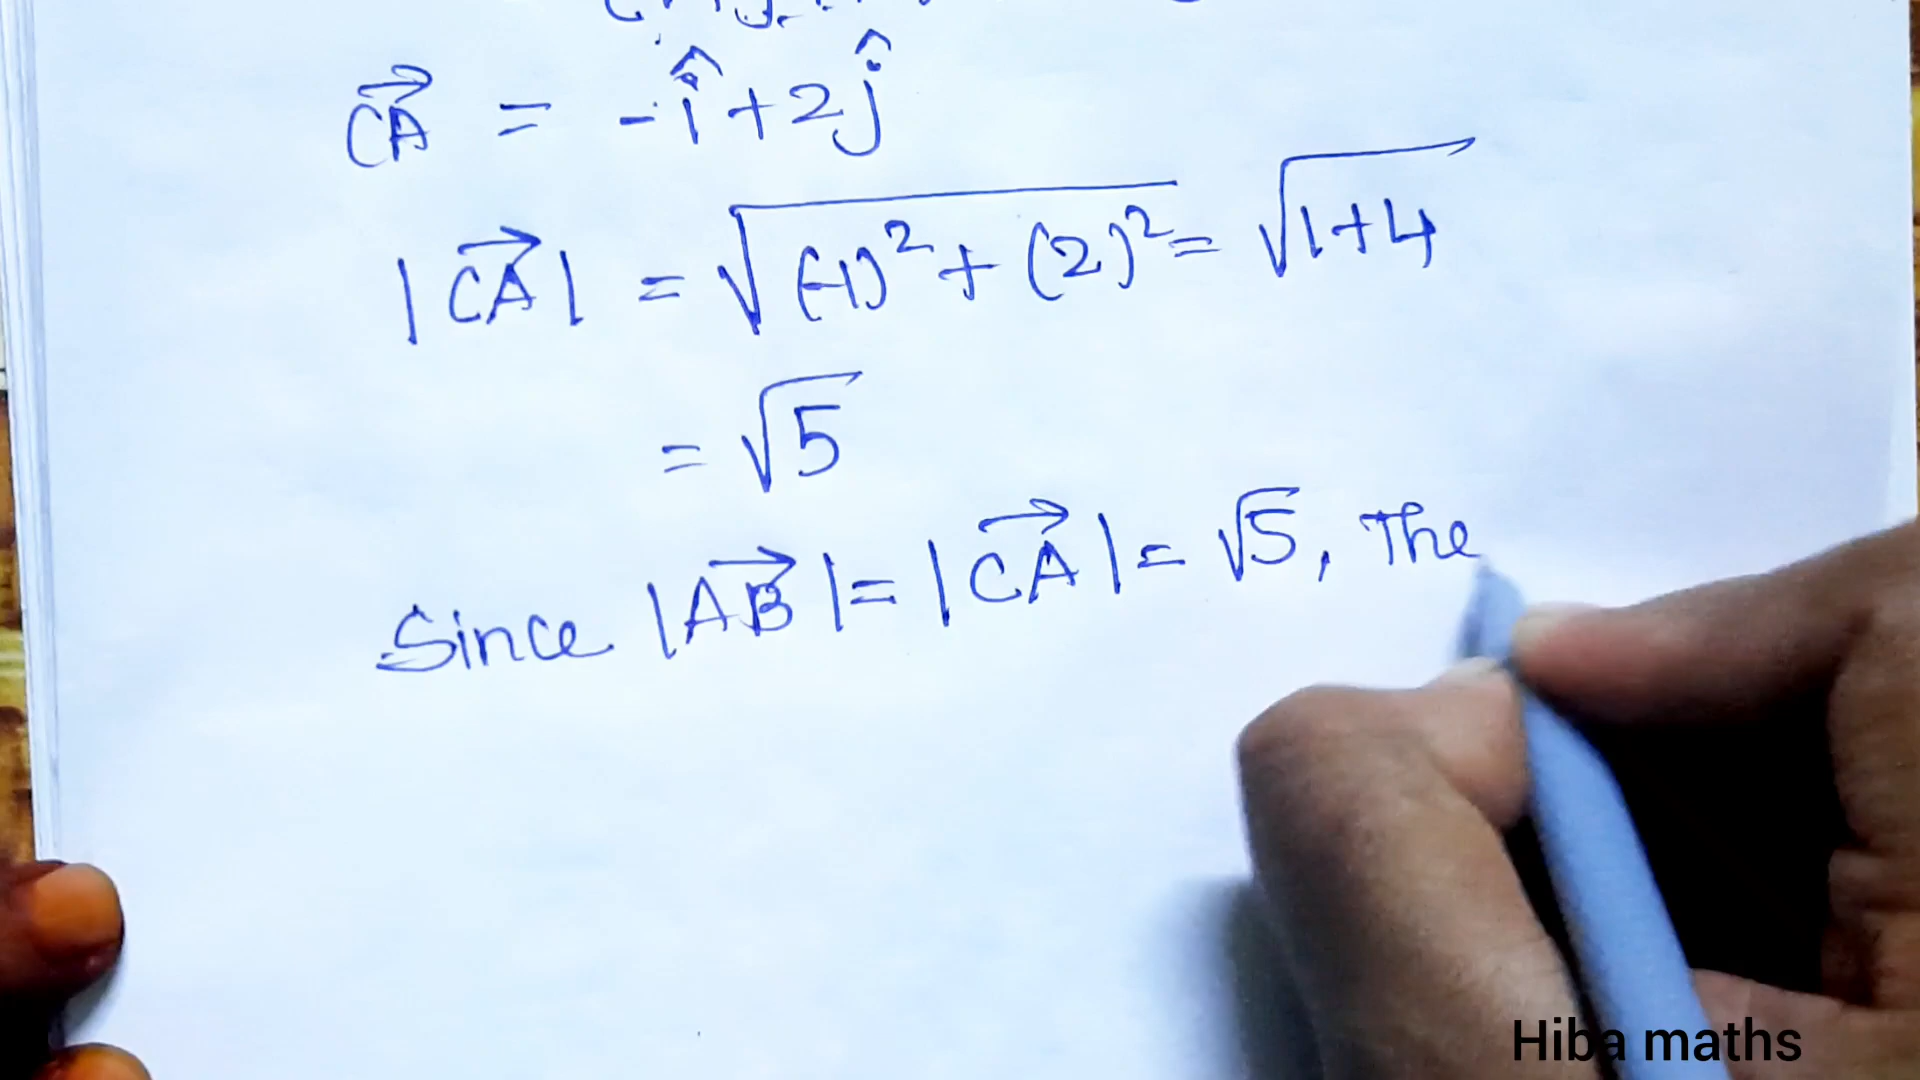 CA⃗ = -î+2ĵ
|CA⃗| = √((-1)²+(2)²) = √(1+4)
= √5
Since |AB⃗|=|CA⃗|= √5, The
Hiba maths